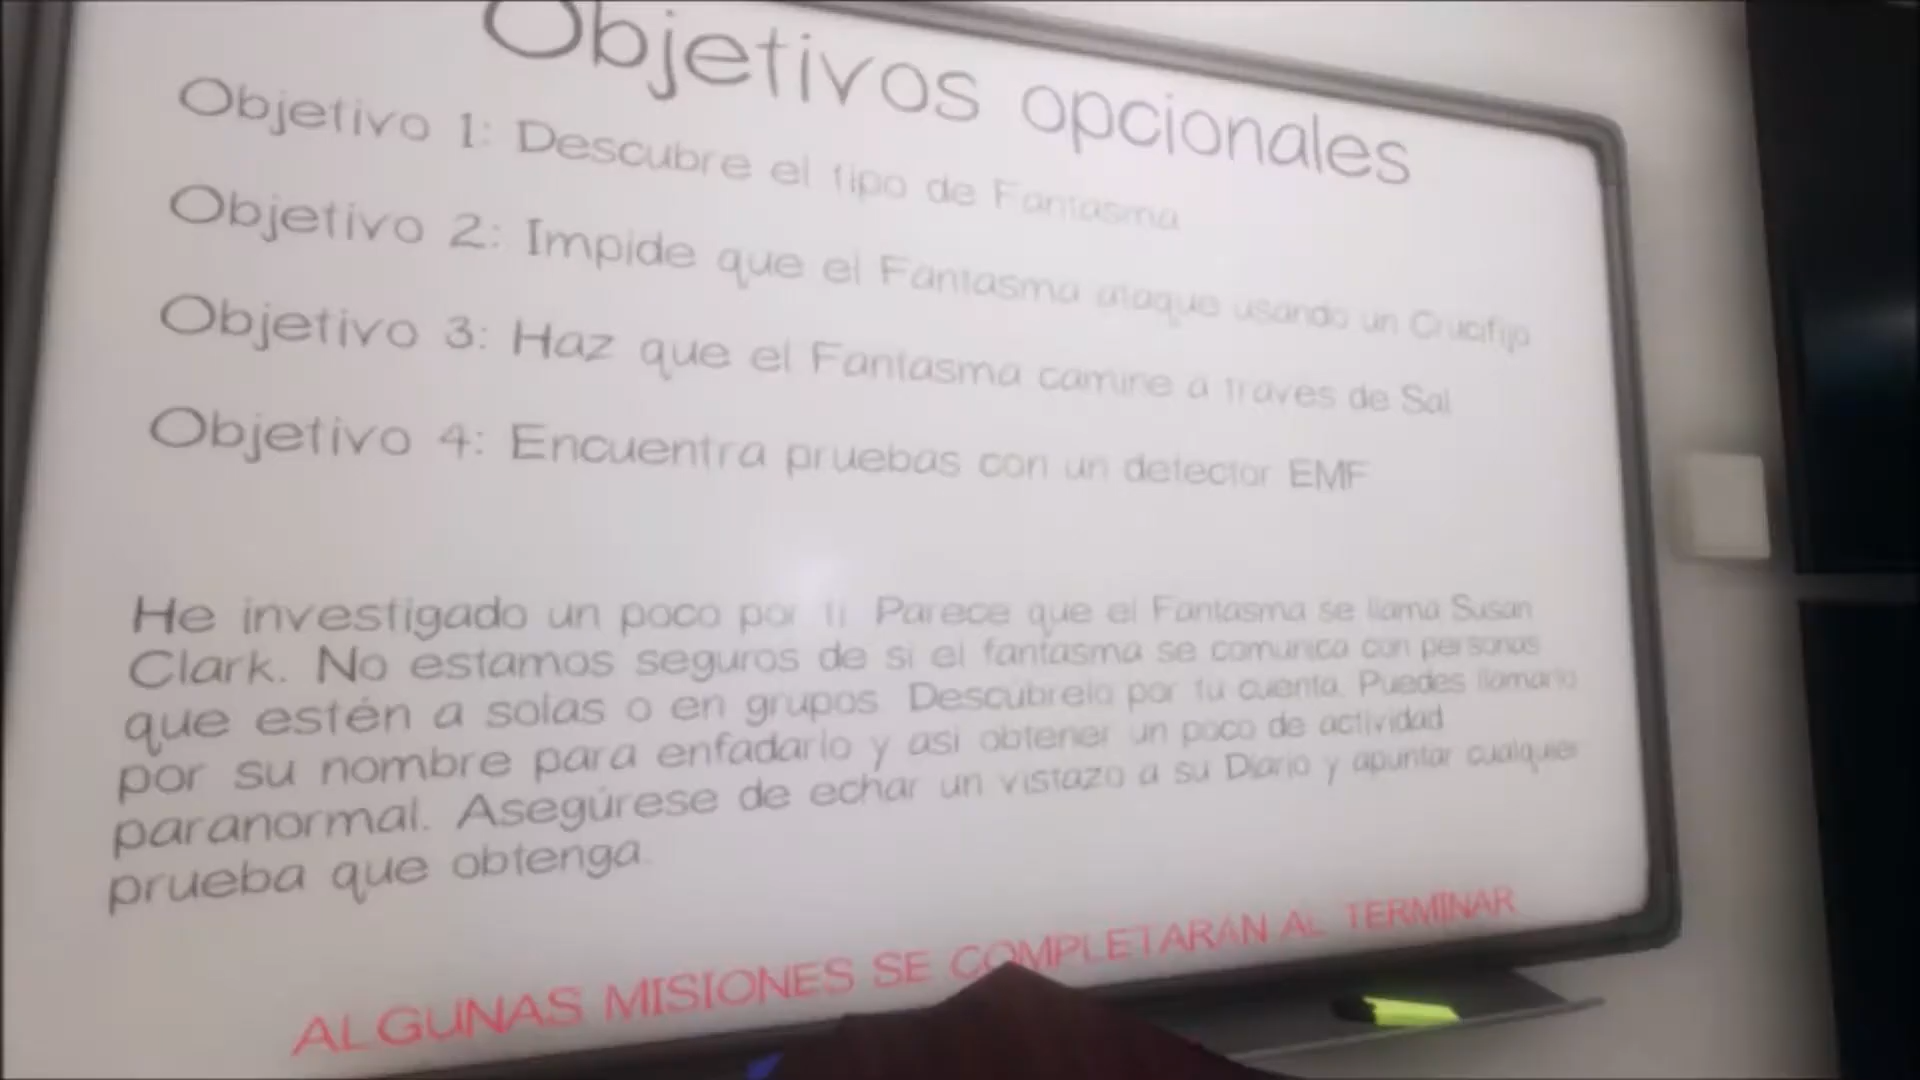 Objetivos opcionales
Objetivo 1: Descubre el tipo de Fantasma
Objetivo 2: Impide que el Fantasma ataque usando un Crucifijo
Objetivo 3: Haz que el Fantasma camine a través de Sal
Objetivo 4: Encuentra pruebas con un detector EMF
He investigado un poco por ti. Parece que el Fantasma se llama Susan
Clark. No estamos seguros de si el fantasma se comunica con personas
que estén a solas o en grupos. Descúbrelo por tu cuenta. Puedes llamarlo
por su nombre para enfadarlo y así obtener un poco de actividad
paranormal. Asegúrese de echar un vistazo a su Diario y apuntar cualquier
prueba que obtenga.
ALGUNAS MISIONES SE COMPLETARÁN AL TERMINAR